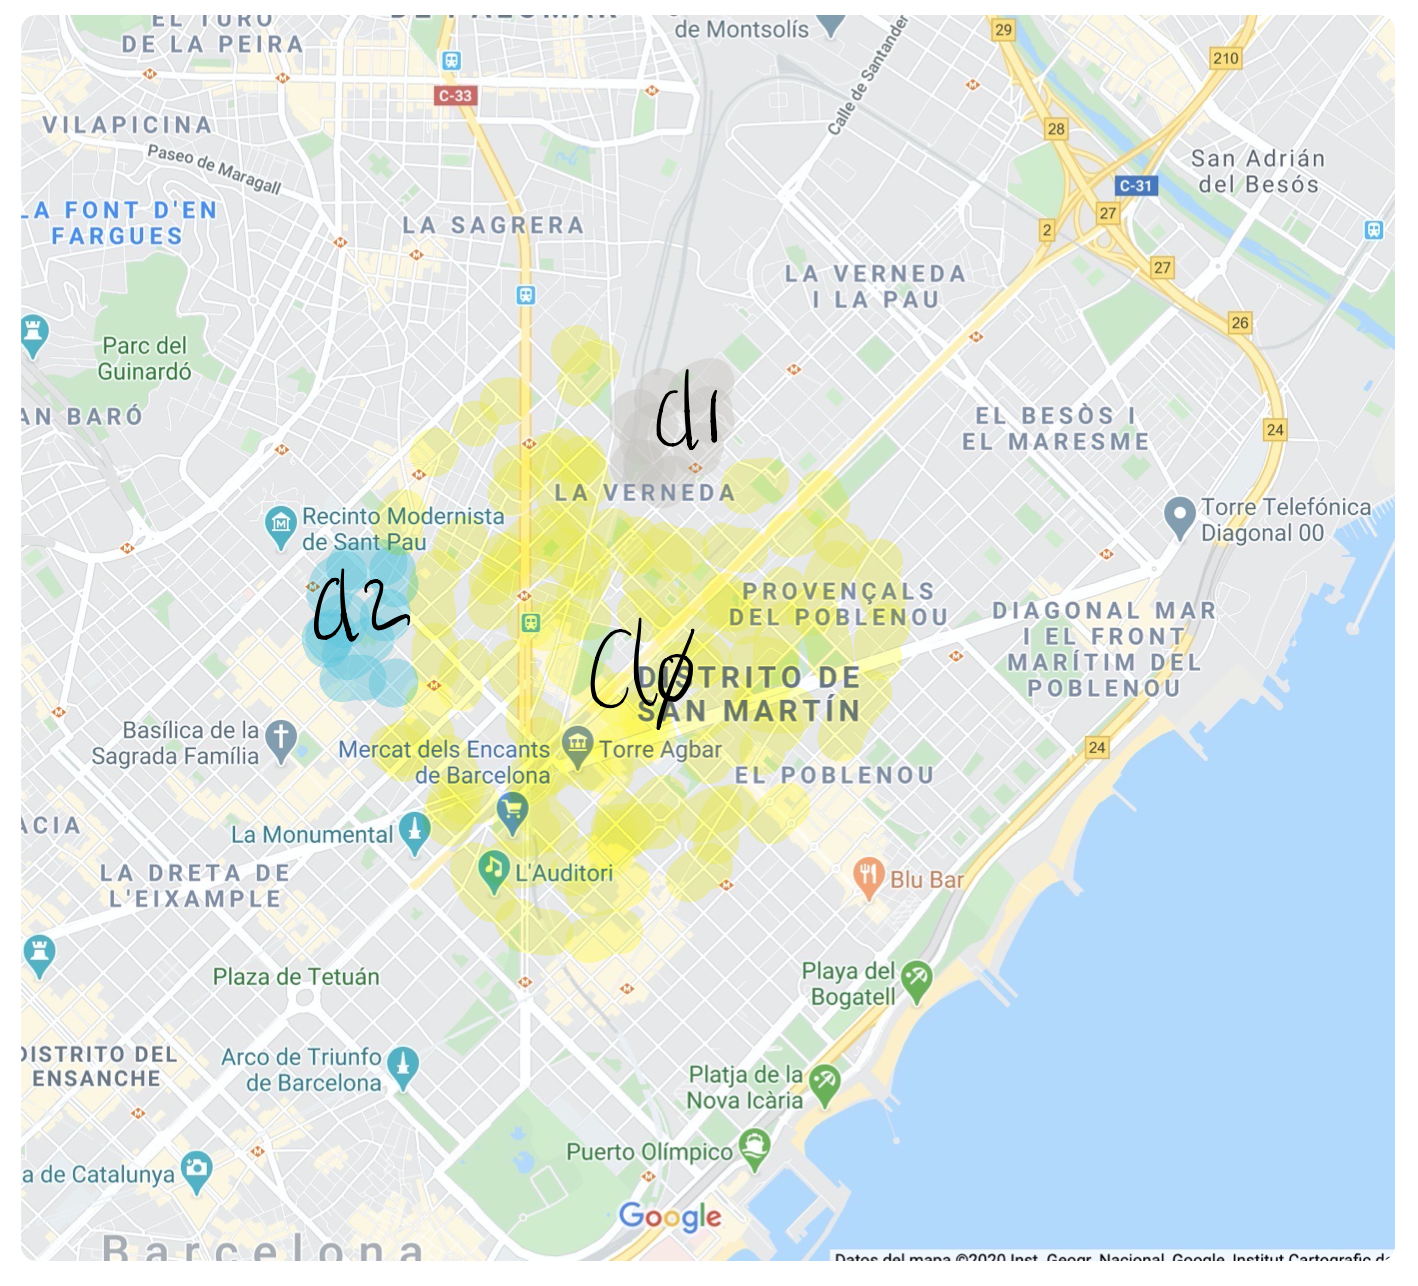 EL TURÓ
DE LA PEIRA
DE PALOMAR
de Montsolís
Calle de Santander
29
210
C-33
28
VILAPICINA
Paseo de Maragall
San Adrián
del Besós
C-31
27
2
LA FONT D'EN
FARGUES
LA SAGRERA
LA VERNEDA
I LA PAU
27
26
Parc del
Guinardó
AN BARÓ
d1
EL BESÒS I
EL MARESME
24
LA VERNEDA
Recinto Modernista
de Sant Pau
Torre Telefónica
Diagonal 00
d2
PROVENÇALS
DEL POBLENOU
DIAGONAL MAR
I EL FRONT
MARÍTIM DEL
POBLENOU
d0
DISTRITO DE
SAN MARTÍN
Basílica de la
Sagrada Família
Mercat dels Encants
de Barcelona
Torre Agbar
24
EL POBLENOU
ACIA
La Monumental
LA DRETA DE
L'EIXAMPLE
L'Auditori
Blu Bar
Plaza de Tetuán
Playa del
Bogatell
DISTRITO DEL
ENSANCHE
Arco de Triunfo
de Barcelona
Platja de la
Nova Icària
Puerto Olímpico
a de Catalunya
Google
Barcelona
Datos del mapa ©2020 Inst. Geogr. Nacional, Google, Institut Cartogràfic de